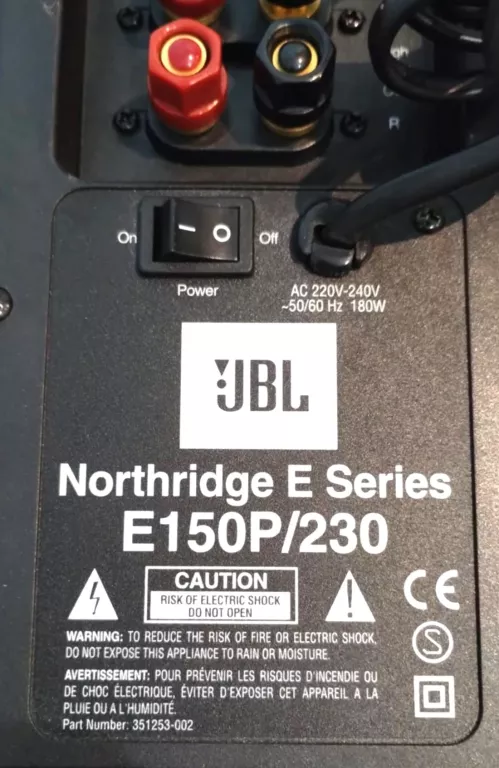 R
On
Off
Power
AC 220V-240V
~50/60 Hz 180W
JBL
Northridge E Series
E150P/230
CAUTION
RISK OF ELECTRIC SHOCK
DO NOT OPEN
CE
S
WARNING: TO REDUCE THE RISK OF FIRE OR ELECTRIC SHOCK,
DO NOT EXPOSE THIS APPLIANCE TO RAIN OR MOISTURE.
AVERTISSEMENT: POUR PRÉVENIR LES RISQUES D'INCENDIE OU
DE CHOC ÉLECTRIQUE, ÉVITER D'EXPOSER CET APPAREIL A LA
PLUIE OU A L'HUMIDITÉ.
Part Number: 351253-002